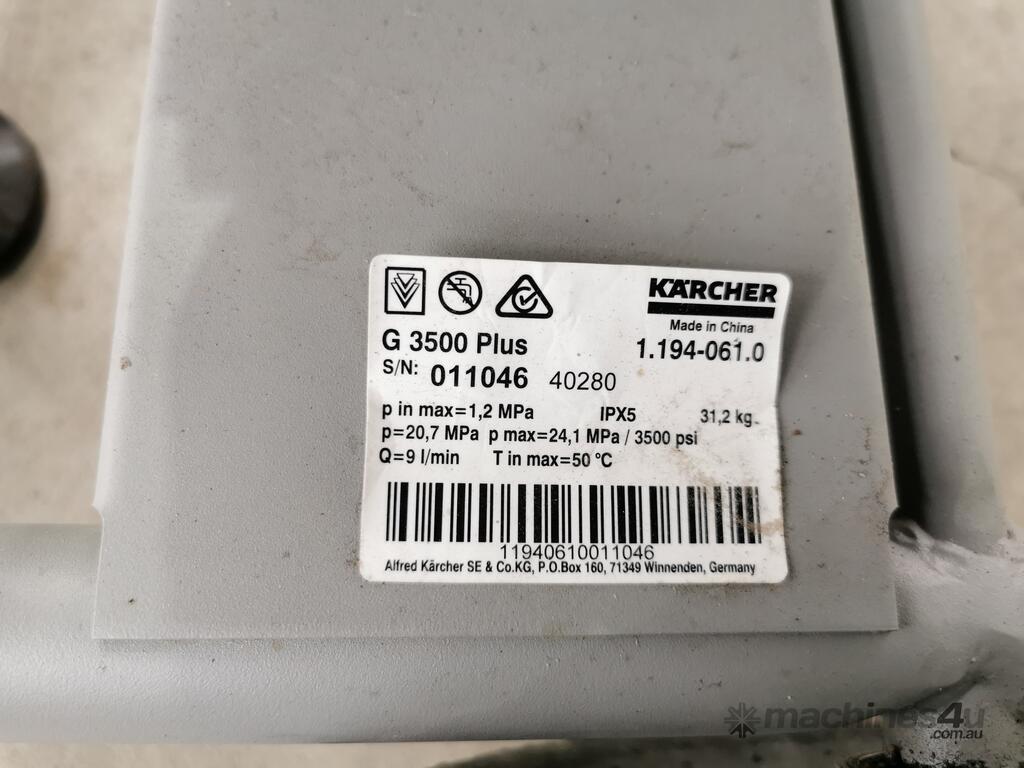 KÄRCHER
Made in China
G 3500 Plus 1.194-061.0
S/N: 011046 40280
p in max=1,2 MPa IPX5 31,2 kg
p=20,7 MPa p max=24,1 MPa / 3500 psi
Q=9 l/min T in max=50 °C
11940610011046
Alfred Kärcher SE & Co.KG, P.O.Box 160, 71349 Winnenden, Germany
machines4u
.com.au